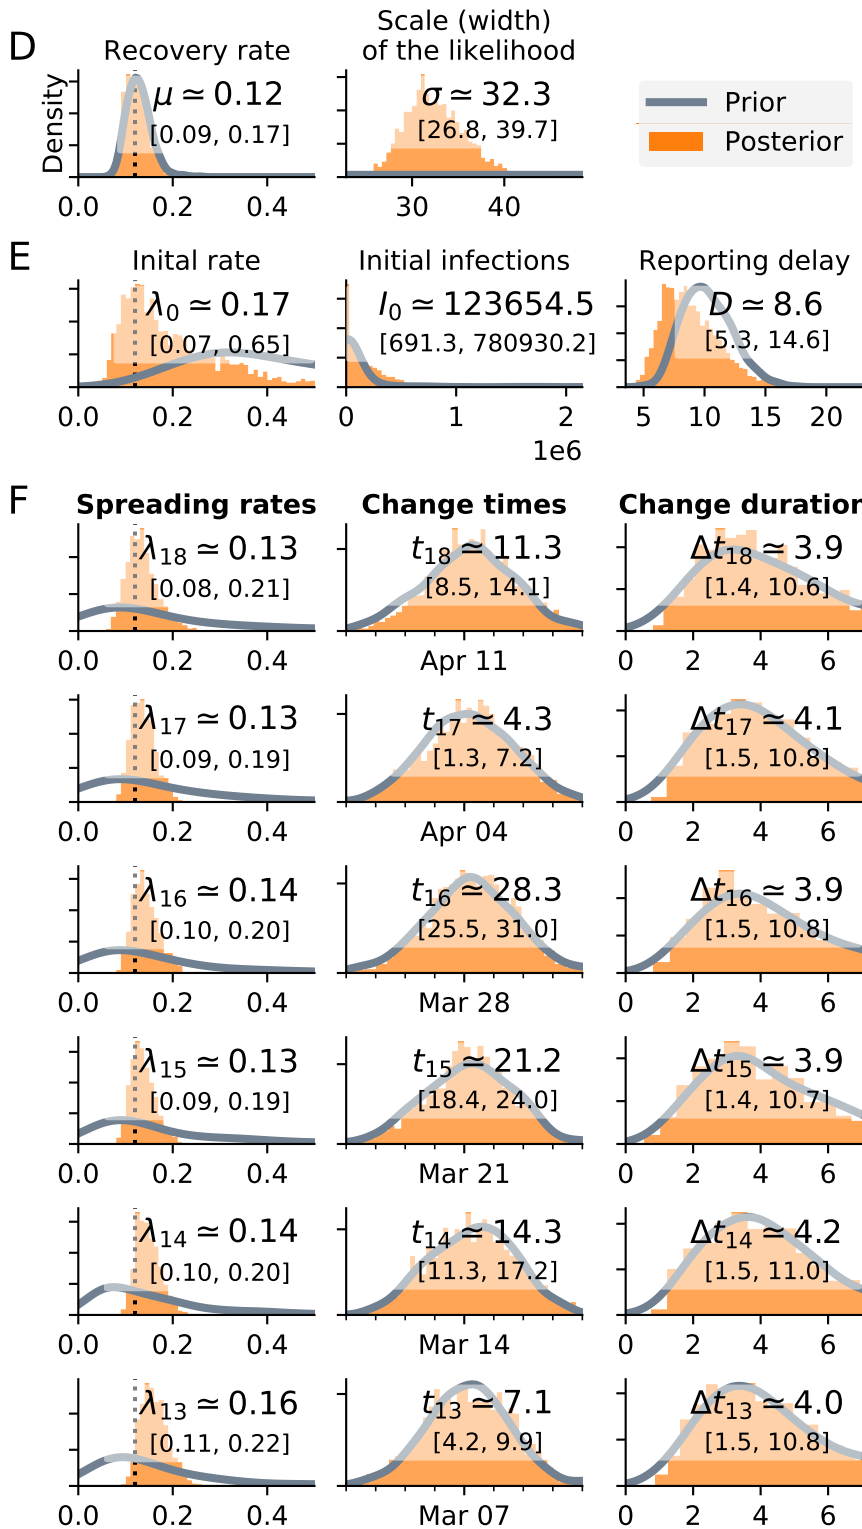 D
Recovery rate
Scale (width)
of the likelihood
Density
μ ≃ 0.12
[0.09, 0.17]
σ ≃ 32.3
[26.8, 39.7]
Prior
Posterior
0.0 0.2 0.4
30 40
E
Inital rate
Initial infections
Reporting delay
λ₀ ≃ 0.17
[0.07, 0.65]
I₀ ≃ 123654.5
[691.3, 780930.2]
D ≃ 8.6
[5.3, 14.6]
0.0 0.2 0.4
0 1 2
1e6
5 10 15 20
F
Spreading rates
Change times
Change duration
λ₁₈ ≃ 0.13
[0.08, 0.21]
t₁₈ ≃ 11.3
[8.5, 14.1]
Δt₁₈ ≃ 3.9
[1.4, 10.6]
0.0 0.2 0.4
Apr 11
0 2 4 6
λ₁₇ ≃ 0.13
[0.09, 0.19]
t₁₇ ≃ 4.3
[1.3, 7.2]
Δt₁₇ ≃ 4.1
[1.5, 10.8]
0.0 0.2 0.4
Apr 04
0 2 4 6
λ₁₆ ≃ 0.14
[0.10, 0.20]
t₁₆ ≃ 28.3
[25.5, 31.0]
Δt₁₆ ≃ 3.9
[1.5, 10.8]
0.0 0.2 0.4
Mar 28
0 2 4 6
λ₁₅ ≃ 0.13
[0.09, 0.19]
t₁₅ ≃ 21.2
[18.4, 24.0]
Δt₁₅ ≃ 3.9
[1.4, 10.7]
0.0 0.2 0.4
Mar 21
0 2 4 6
λ₁₄ ≃ 0.14
[0.10, 0.20]
t₁₄ ≃ 14.3
[11.3, 17.2]
Δt₁₄ ≃ 4.2
[1.5, 11.0]
0.0 0.2 0.4
Mar 14
0 2 4 6
λ₁₃ ≃ 0.16
[0.11, 0.22]
t₁₃ ≃ 7.1
[4.2, 9.9]
Δt₁₃ ≃ 4.0
[1.5, 10.8]
0.0 0.2 0.4
Mar 07
0 2 4 6